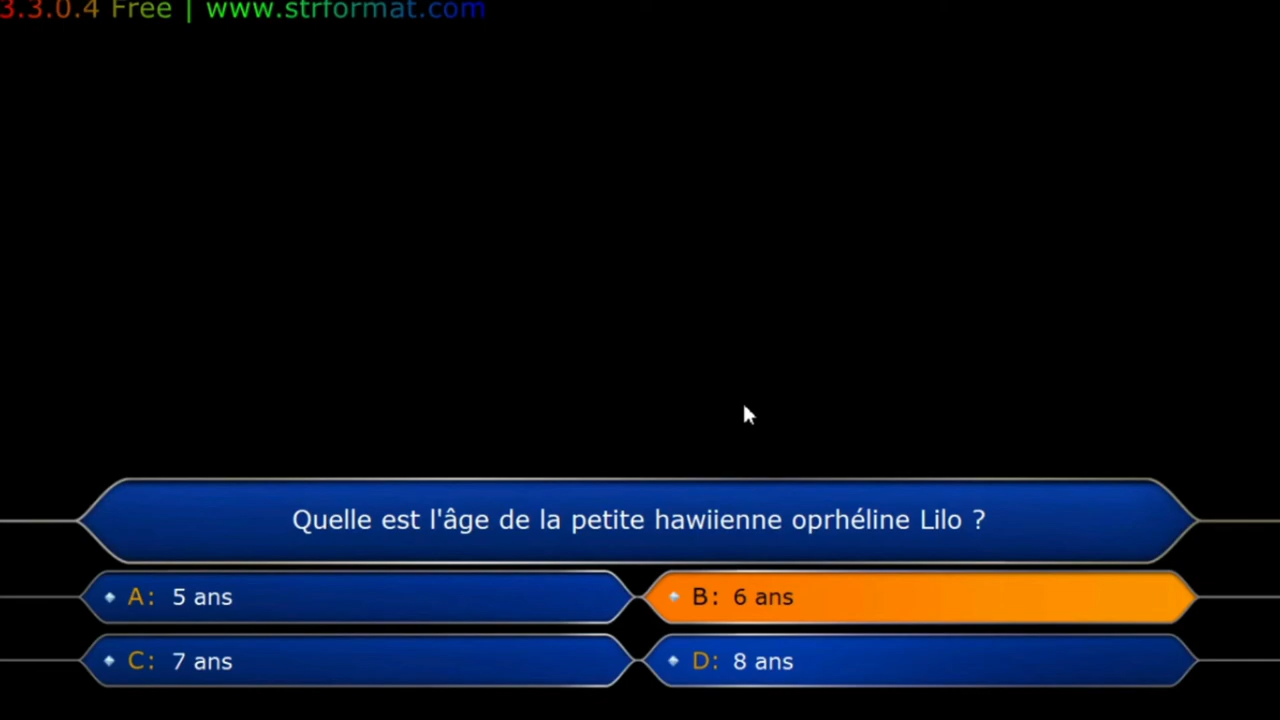 3.3.0.4 Free | www.strformat.com
Quelle est l'âge de la petite hawiienne oprhéline Lilo ?
A: 5 ans
B: 6 ans
C: 7 ans
D: 8 ans